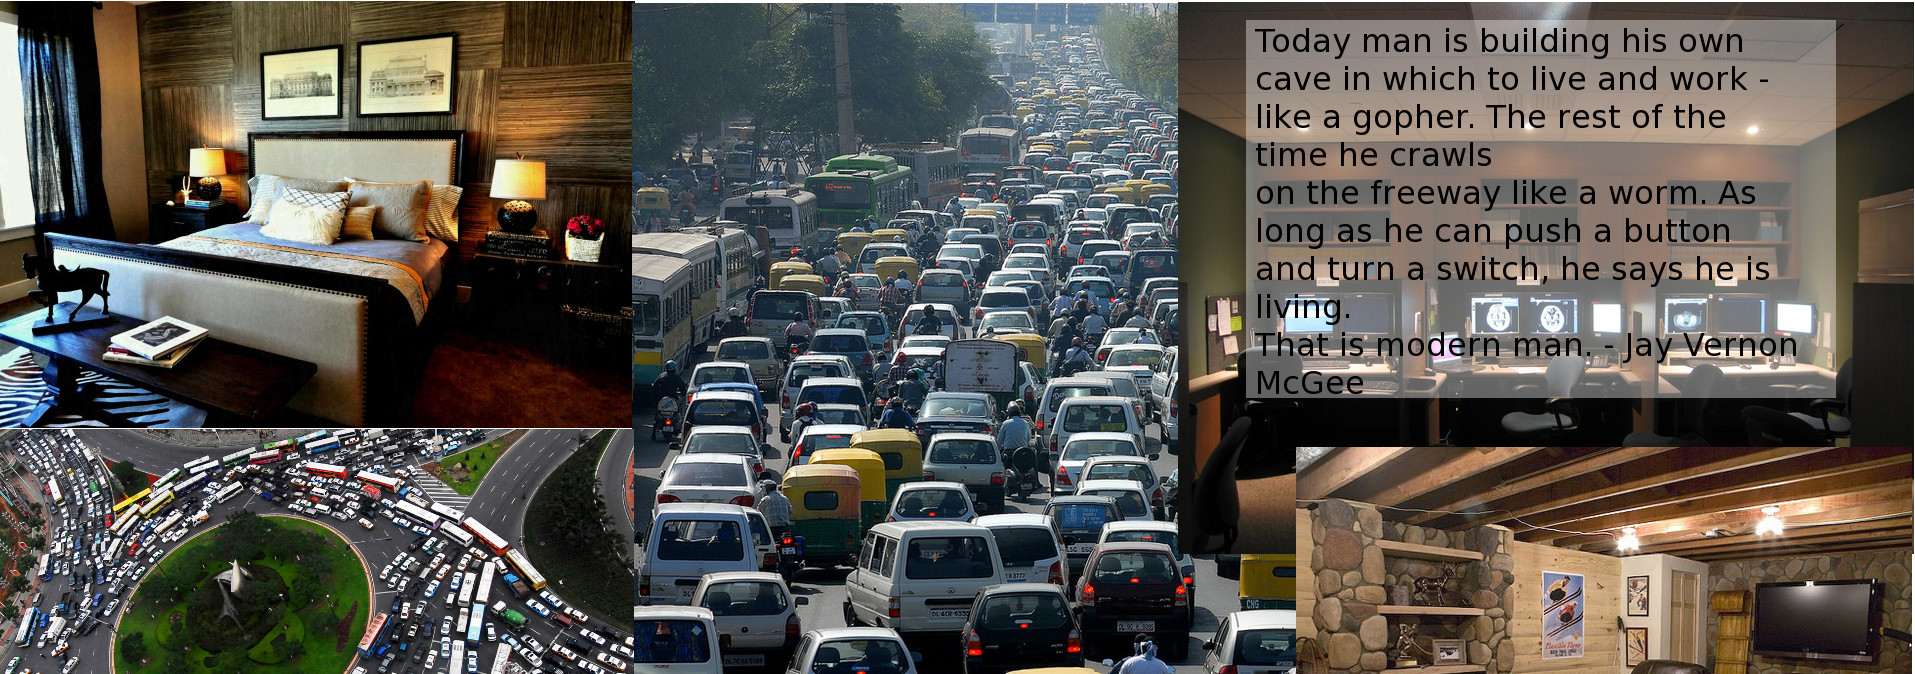 Today man is building his own
cave in which to live and work -
like a gopher. The rest of the
time he crawls
on the freeway like a worm. As
long as he can push a button
and turn a switch, he says he is
living.
That is modern man. - Jay Vernon
McGee
CNG